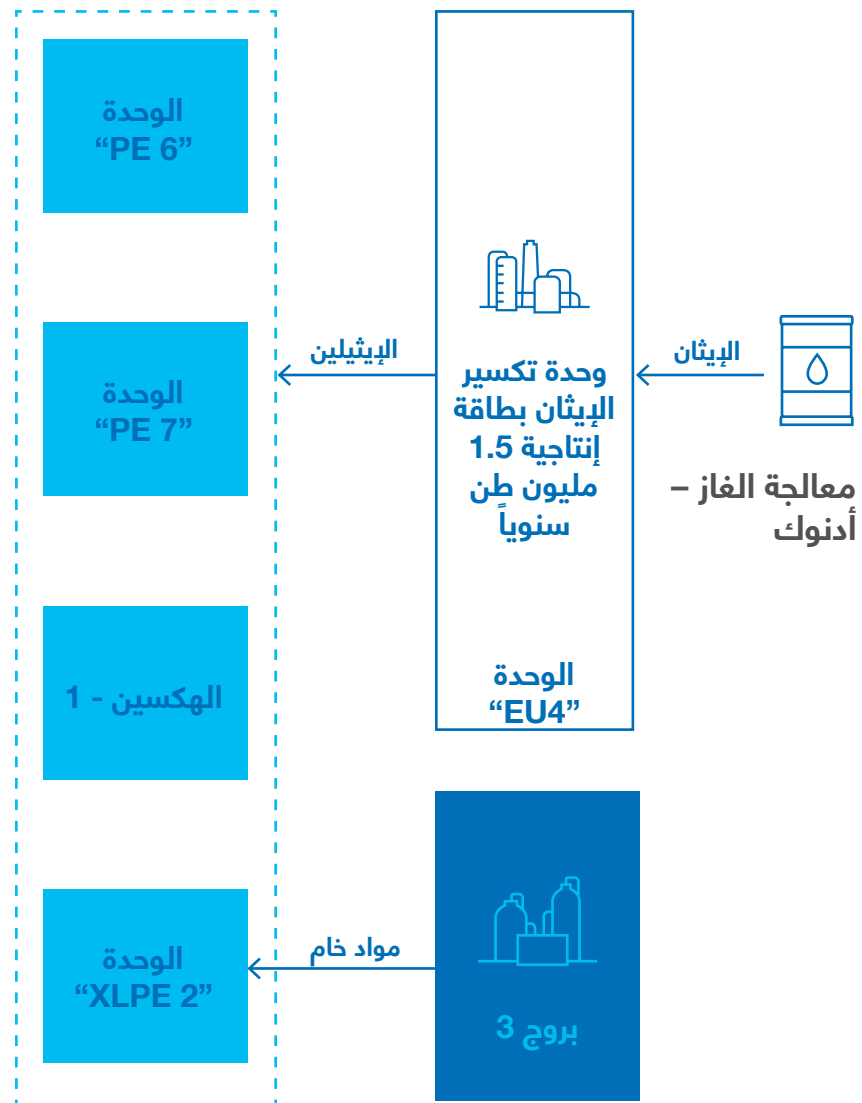 معالجة الغاز –
أدنوك
الإيثان
وحدة تكسير
الإيثان بطاقة
إنتاجية 1.5
مليون طن
سنوياً
الوحدة
“EU4”
الإيثيلين
الوحدة
“PE 6”
الوحدة
“PE 7”
الهكسين - 1
بروج 3
مواد خام
الوحدة
“XLPE 2”